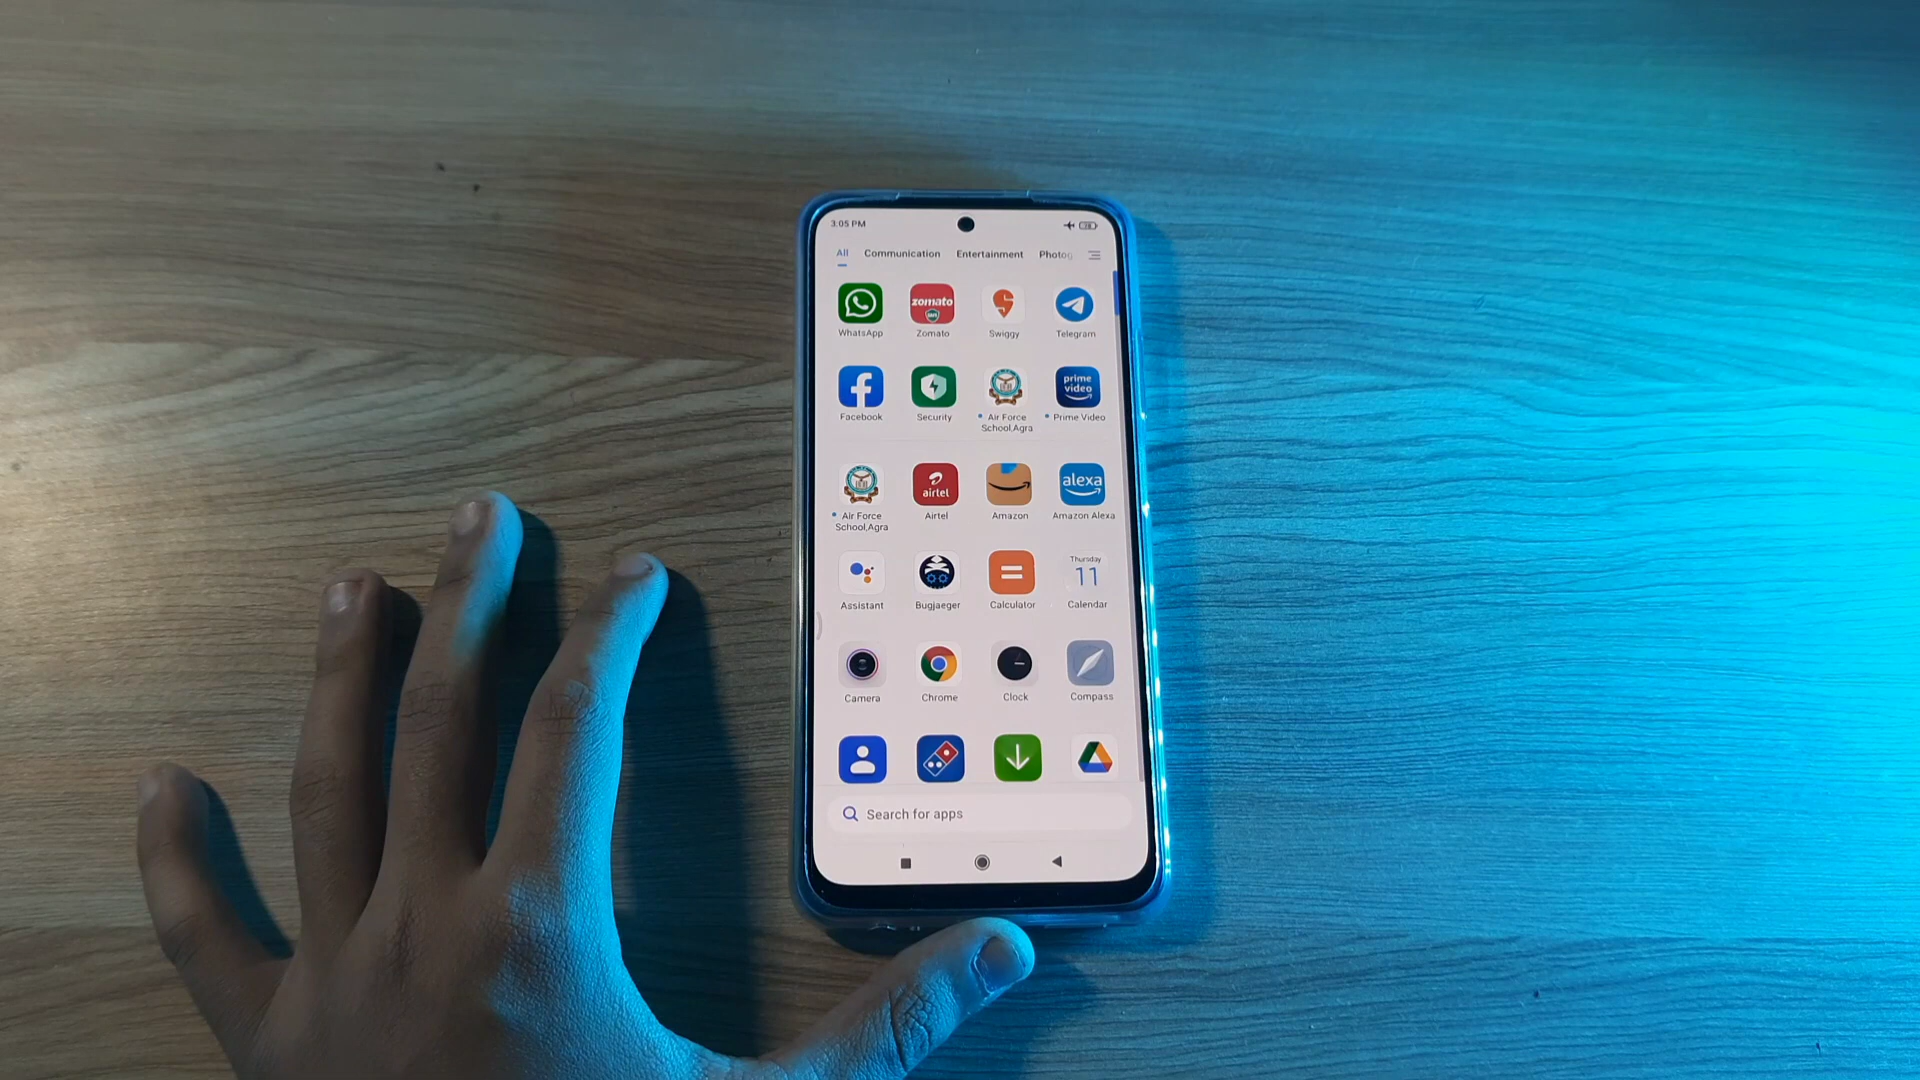 3:05 PM
All Communication Entertainment Photog
zomato
WhatsApp Zomato Swiggy Telegram
prime
video
Facebook Security Air Force
School,Agra Prime Video
airtel alexa
Air Force
School,Agra Airtel Amazon Amazon Alexa
Thursday
11
Assistant Bugjaeger Calculator Calendar
Camera Chrome Clock Compass
Search for apps